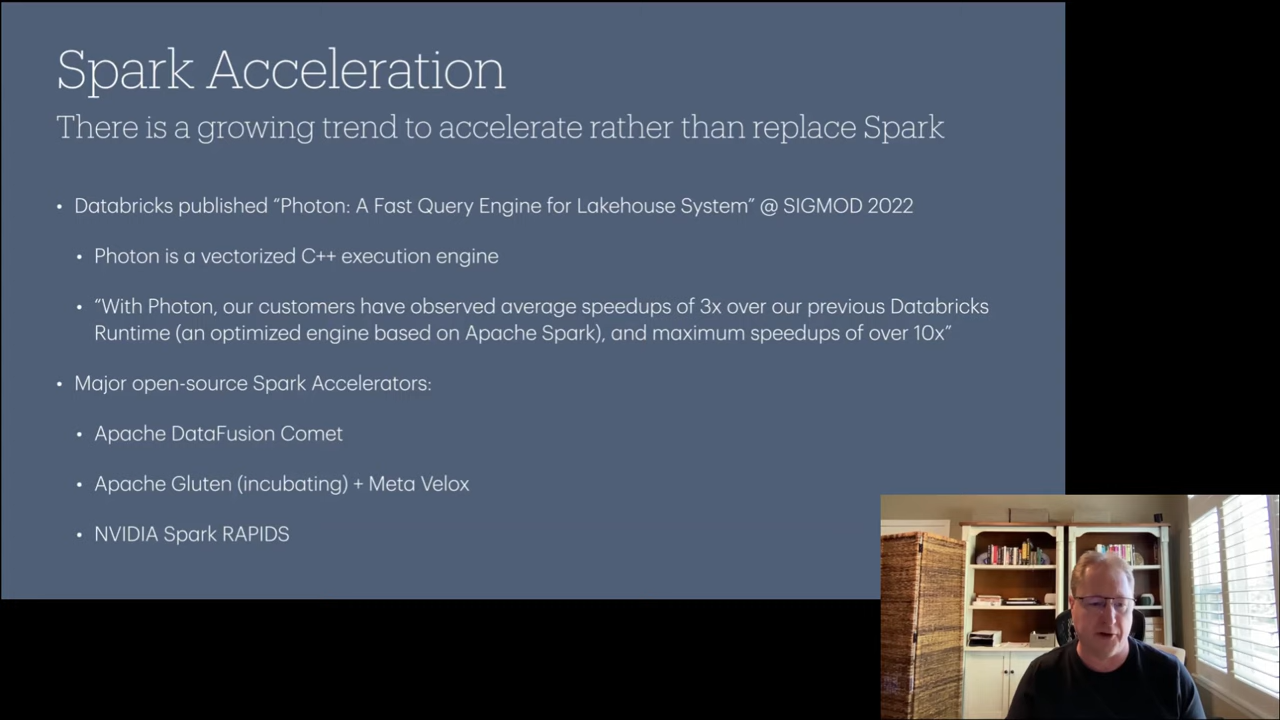 Spark Acceleration
There is a growing trend to accelerate rather than replace Spark
• Databricks published “Photon: A Fast Query Engine for Lakehouse System” @ SIGMOD 2022
• Photon is a vectorized C++ execution engine
• “With Photon, our customers have observed average speedups of 3x over our previous Databricks
Runtime (an optimized engine based on Apache Spark), and maximum speedups of over 10x”
• Major open-source Spark Accelerators:
• Apache DataFusion Comet
• Apache Gluten (incubating) + Meta Velox
• NVIDIA Spark RAPIDS